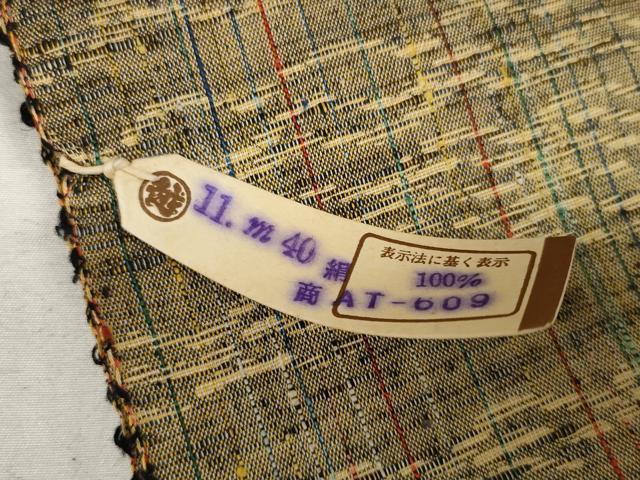 越
11.m 40
表示法に基く表示
絹 100%
商 AT-609